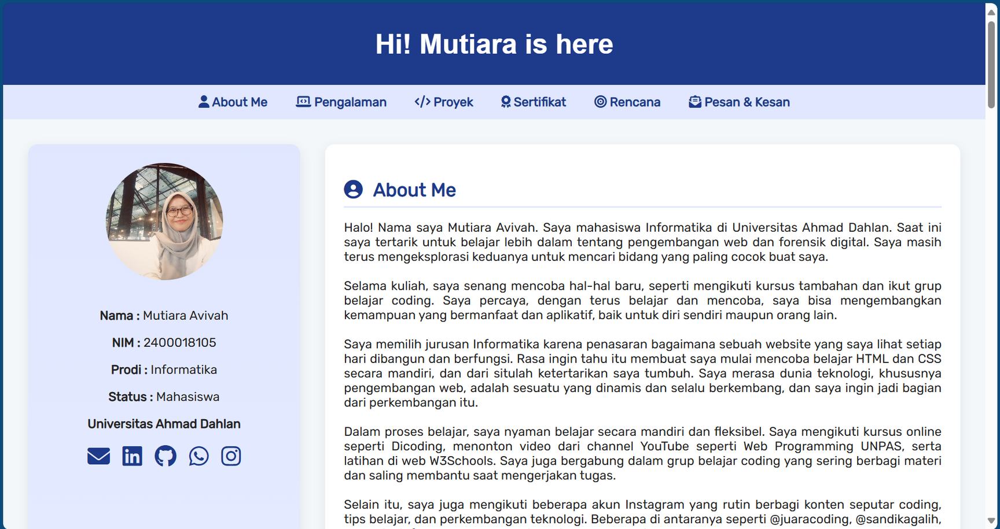 Hi! Mutiara is here
About Me
Pengalaman
Proyek
Sertifikat
Rencana
Pesan & Kesan
Nama : Mutiara Avivah
NIM : 2400018105
Prodi : Informatika
Status : Mahasiswa
Universitas Ahmad Dahlan
About Me
Halo! Nama saya Mutiara Avivah. Saya mahasiswa Informatika di Universitas Ahmad Dahlan. Saat ini
saya tertarik untuk belajar lebih dalam tentang pengembangan web dan forensik digital. Saya masih
terus mengeksplorasi keduanya untuk mencari bidang yang paling cocok buat saya.
Selama kuliah, saya senang mencoba hal-hal baru, seperti mengikuti kursus tambahan dan ikut grup
belajar coding. Saya percaya, dengan terus belajar dan mencoba, saya bisa mengembangkan
kemampuan yang bermanfaat dan aplikatif, baik untuk diri sendiri maupun orang lain.
Saya memilih jurusan Informatika karena penasaran bagaimana sebuah website yang saya lihat setiap
hari dibangun dan berfungsi. Rasa ingin tahu itu membuat saya mulai mencoba belajar HTML dan CSS
secara mandiri, dan dari situlah ketertarikan saya tumbuh. Saya merasa dunia teknologi, khususnya
pengembangan web, adalah sesuatu yang dinamis dan selalu berkembang, dan saya ingin jadi bagian
dari perkembangan itu.
Dalam proses belajar, saya nyaman belajar secara mandiri dan fleksibel. Saya mengikuti kursus online
seperti Dicoding, menonton video dari channel YouTube seperti Web Programming UNPAS, serta
latihan di web W3Schools. Saya juga bergabung dalam grup belajar coding yang sering berbagi materi
dan saling membantu saat mengerjakan tugas.
Selain itu, saya juga mengikuti beberapa akun Instagram yang rutin berbagi konten seputar coding,
tips belajar, dan perkembangan teknologi. Beberapa di antaranya seperti @juaracoding, @sandikagalih,